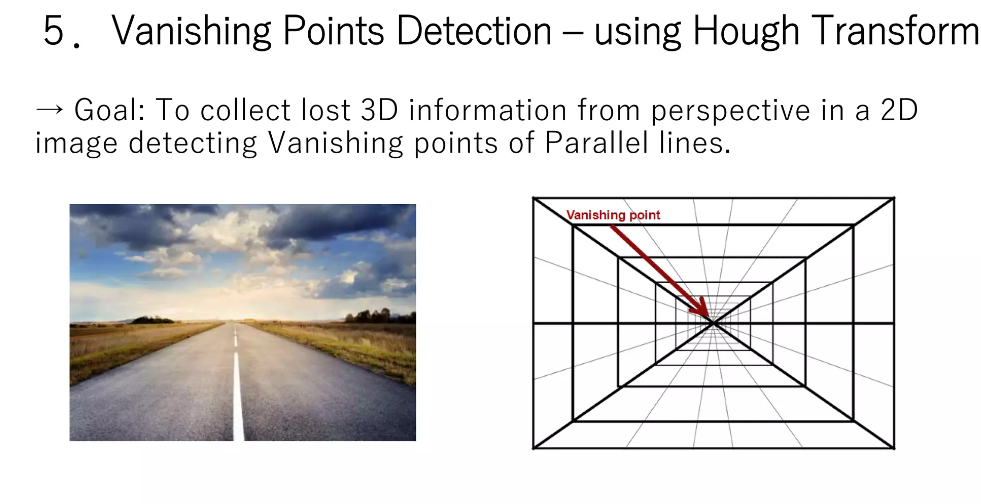 5. Vanishing Points Detection – using Hough Transform
→ Goal: To collect lost 3D information from perspective in a 2D
image detecting Vanishing points of Parallel lines.
Vanishing point